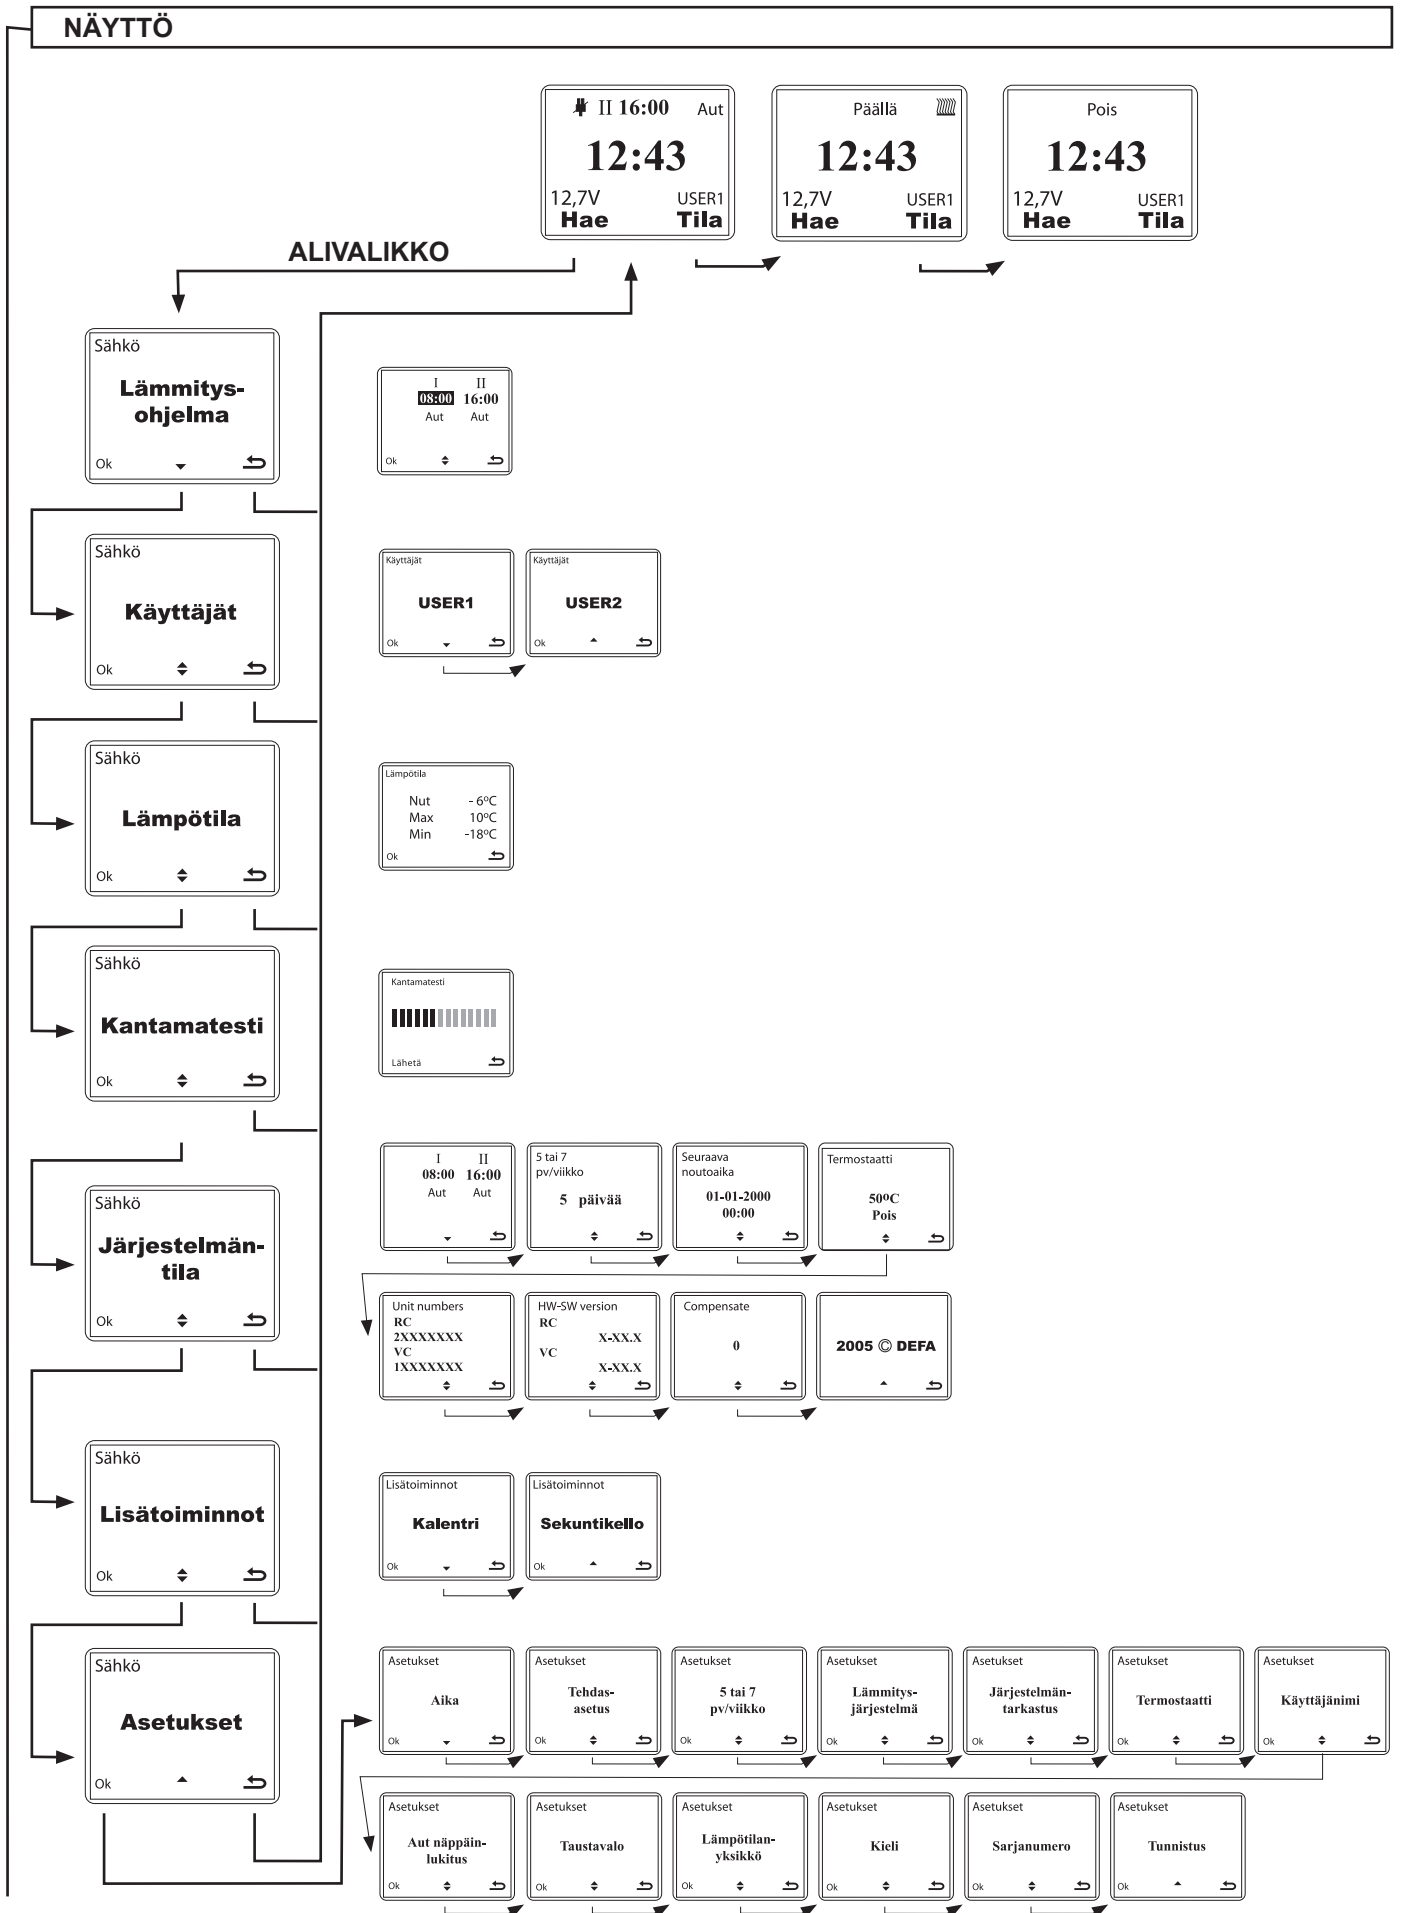 NÄYTTÖ
II 16:00 Aut
12:43
12,7V USER1
Hae Tila
Päällä
12:43
12,7V USER1
Hae Tila
Pois
12:43
12,7V USER1
Hae Tila
ALIVALIKKO
Sähkö
Lämmitys-
ohjelma
Ok
I II
08:00 16:00
Aut Aut
Ok
Sähkö
Käyttäjät
Ok
Käyttäjät
USER1
Ok
Käyttäjät
USER2
Ok
Sähkö
Lämpötila
Ok
Lämpötila
Nut - 6ºC
Max 10ºC
Min -18ºC
Ok
Sähkö
Kantamatesti
Ok
Kantamatesti
Lähetä
Sähkö
Järjestelmän-
tila
Ok
I II
08:00 16:00
Aut Aut
5 tai 7
pv/viikko
5 päivää
Seuraava
noutoaika
01-01-2000
00:00
Termostaatti
50ºC
Pois
Unit numbers
RC
2XXXXXXX
VC
1XXXXXXX
HW-SW version
RC
X-XX.X
VC
X-XX.X
Compensate
0
2005 © DEFA
Sähkö
Lisätoiminnot
Ok
Lisätoiminnot
Kalentri
Ok
Lisätoiminnot
Sekuntikello
Ok
Sähkö
Asetukset
Ok
Asetukset
Aika
Ok
Asetukset
Tehdas-
asetus
Ok
Asetukset
5 tai 7
pv/viikko
Ok
Asetukset
Lämmitys-
järjestelmä
Ok
Asetukset
Järjestelmän-
tarkastus
Ok
Asetukset
Termostaatti
Ok
Asetukset
Käyttäjänimi
Ok
Asetukset
Aut näppäin-
lukitus
Ok
Asetukset
Taustavalo
Ok
Asetukset
Lämpötilan-
yksikkö
Ok
Asetukset
Kieli
Ok
Asetukset
Sarjanumero
Ok
Asetukset
Tunnistus
Ok